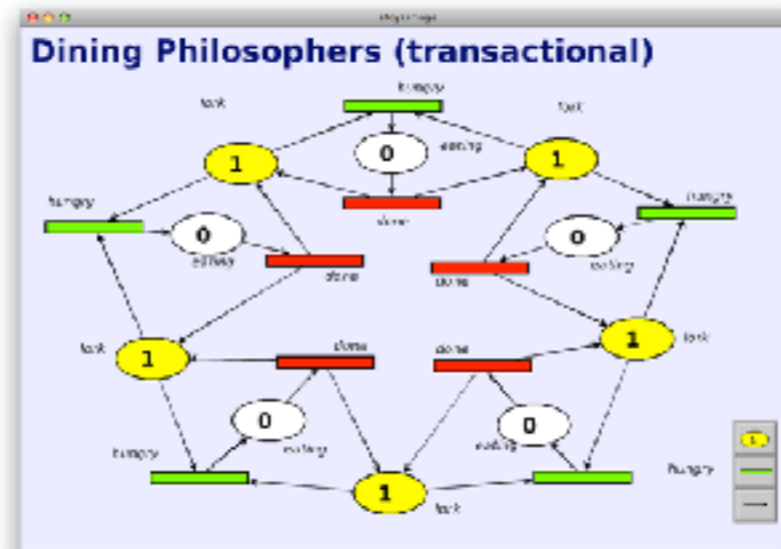 Dining Philosophers (transactional)
hungry
fork
fork
1
0
eating
1
hungry
done
hungry
0
eating
done
0
eating
done
fork
1
done
done
1
fork
0
eating
0
eating
hungry
hungry
1
fork
1